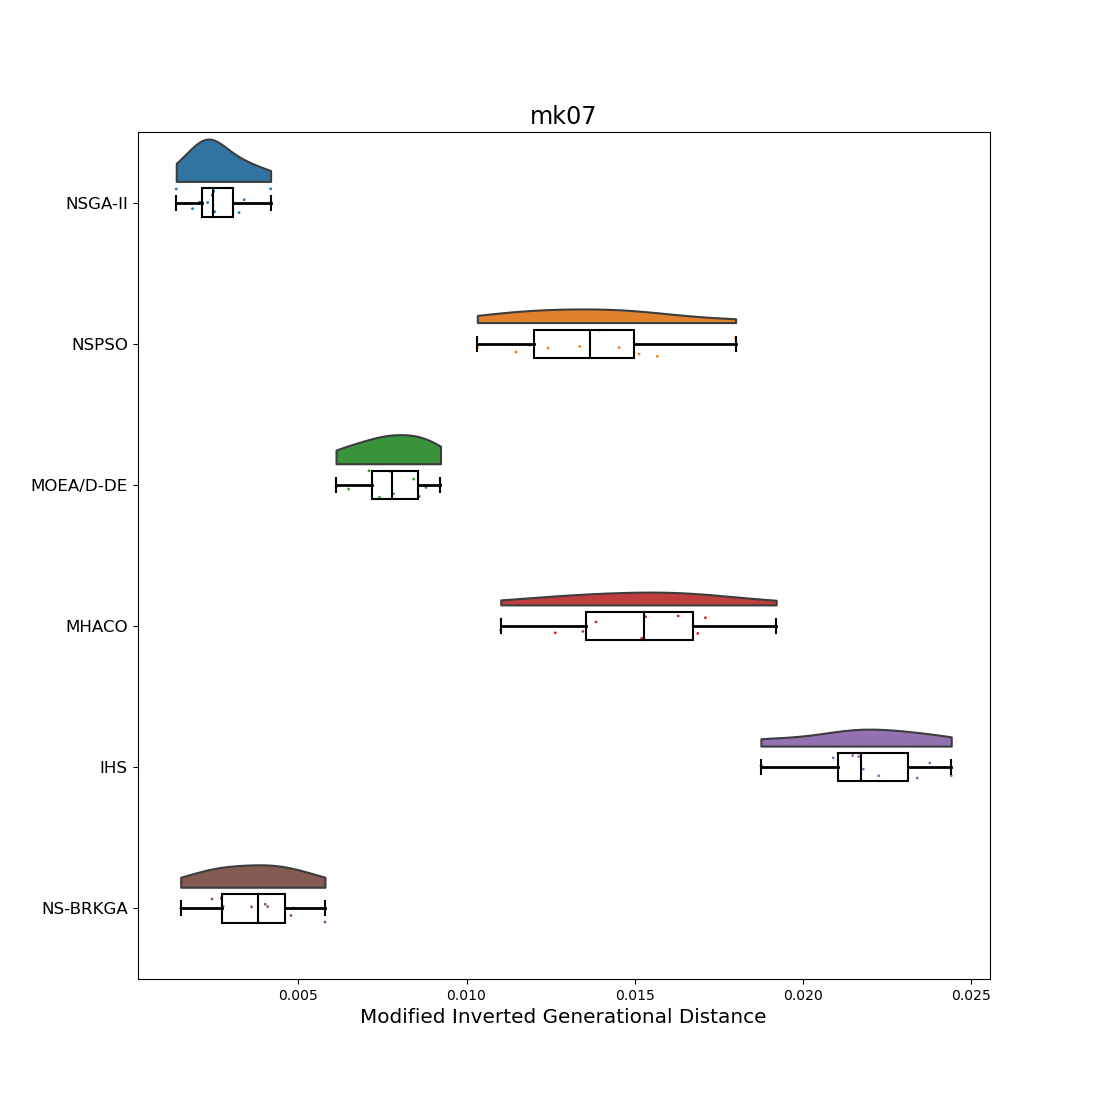 mk07
NSGA-II
NSPSO
MOEA/D-DE
MHACO
IHS
NS-BRKGA
0.005 0.010 0.015 0.020 0.025
Modified Inverted Generational Distance